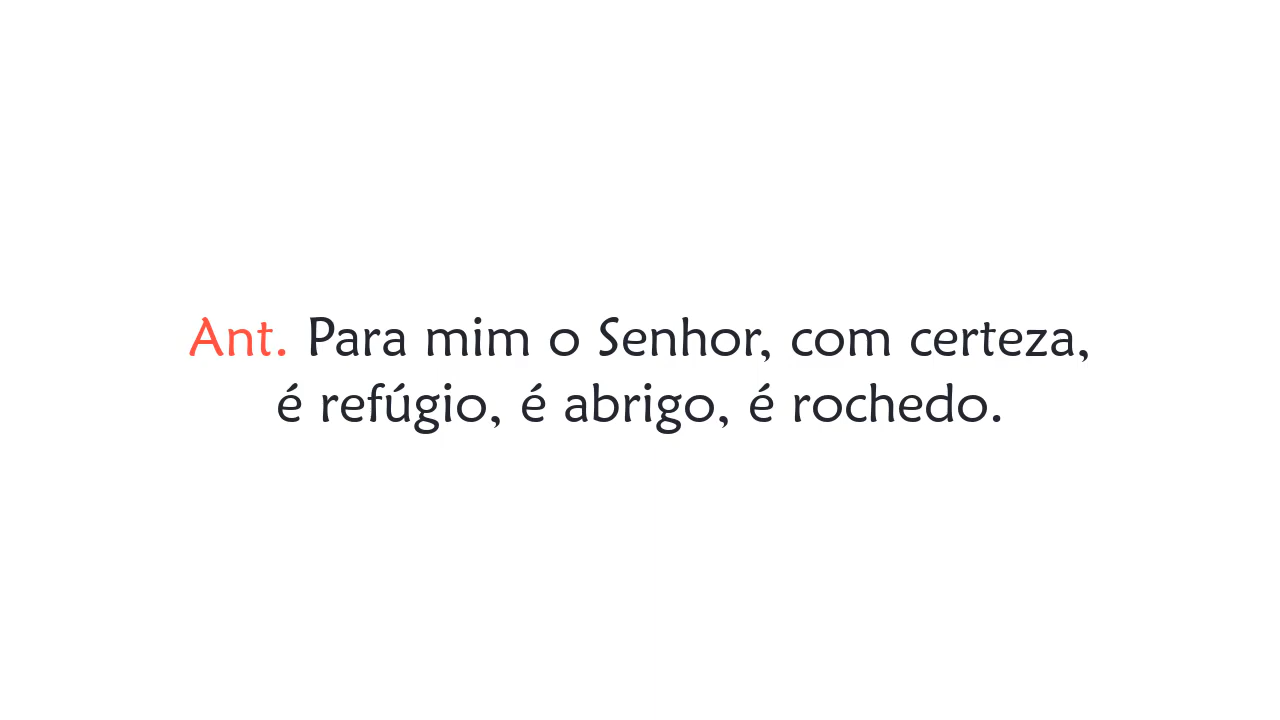 Ant. Para mim o Senhor, com certeza,
é refúgio, é abrigo, é rochedo.